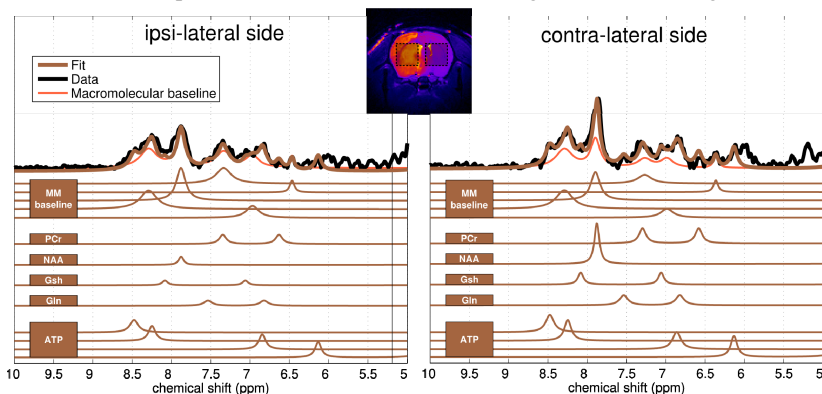 ipsi-lateral side
contra-lateral side
Fit
Data
Macromolecular baseline
MM
baseline
PCr
NAA
Gsh
Gln
ATP
10 9.5 9 8.5 8 7.5 7 6.5 6 5.5 5
chemical shift (ppm)
MM
baseline
PCr
NAA
Gsh
Gln
ATP
10 9.5 9 8.5 8 7.5 7 6.5 6 5.5 5
chemical shift (ppm)